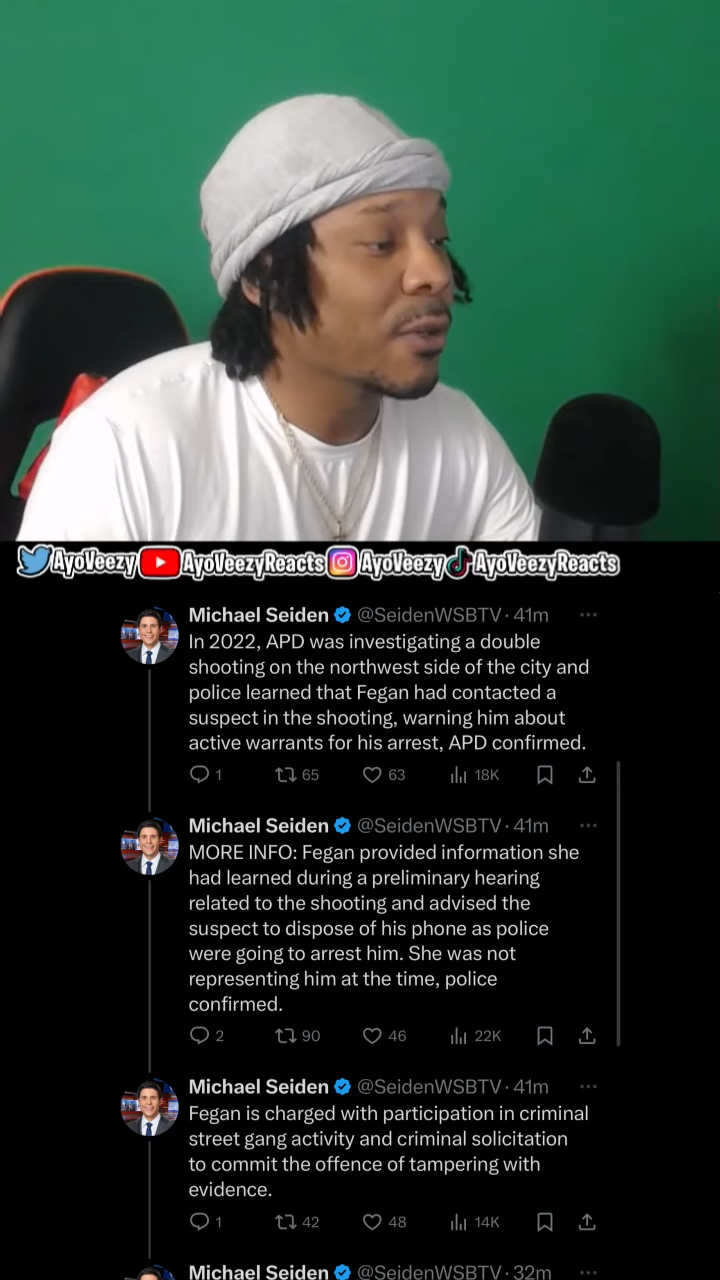 AyoVeezy AyoVeezyReacts AyoVeezy AyoVeezyReacts
Michael Seiden @SeidenWSBTV · 41m
In 2022, APD was investigating a double
shooting on the northwest side of the city and
police learned that Fegan had contacted a
suspect in the shooting, warning him about
active warrants for his arrest, APD confirmed.
1 65 63 18K
Michael Seiden @SeidenWSBTV · 41m
MORE INFO: Fegan provided information she
had learned during a preliminary hearing
related to the shooting and advised the
suspect to dispose of his phone as police
were going to arrest him. She was not
representing him at the time, police
confirmed.
2 90 46 22K
Michael Seiden @SeidenWSBTV · 41m
Fegan is charged with participation in criminal
street gang activity and criminal solicitation
to commit the offence of tampering with
evidence.
1 42 48 14K
Michael Seiden @SeidenWSBTV · 32m